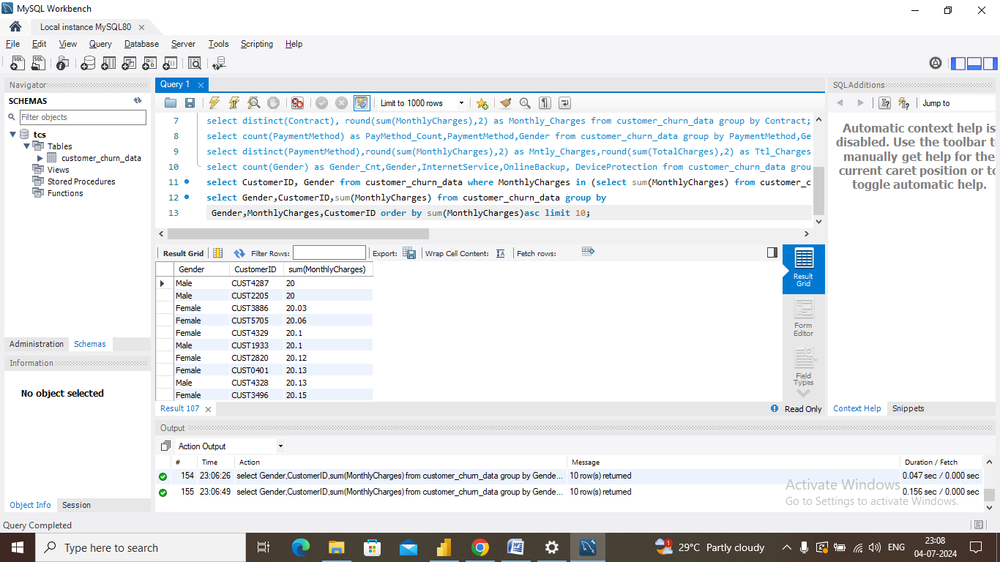 MySQL Workbench
Local instance MySQL80
File Edit View Query Database Server Tools Scripting Help
Navigator
SCHEMAS
Filter objects
tcs
Tables
customer_churn_data
Views
Stored Procedures
Functions
Administration Schemas
Information
No object selected
Object Info Session
Query 1
Limit to 1000 rows
7 select distinct(Contract), round(sum(MonthlyCharges),2) as Monthly_Charges from customer_churn_data group by Contract;
8 select count(PaymentMethod) as PayMethod_Count,PaymentMethod,Gender from customer_churn_data group by PaymentMethod,Ge
9 select distinct(PaymentMethod),round(sum(MonthlyCharges),2) as Mntly_Charges,round(sum(TotalCharges),2) as Ttl_Charges
10 select count(Gender) as Gender_Cnt,Gender,InternetService,OnlineBackup, DeviceProtection from customer_churn_data grou
11 select CustomerID, Gender from customer_churn_data where MonthlyCharges in (select sum(MonthlyCharges) from customer_c
12 select Gender,CustomerID,sum(MonthlyCharges) from customer_churn_data group by
13 Gender,MonthlyCharges,CustomerID order by sum(MonthlyCharges)asc limit 10;
Result Grid Filter Rows: Export: Wrap Cell Content: Fetch rows:
Gender CustomerID sum(MonthlyCharges)
Male CUST4287 20
Male CUST2205 20
Female CUST3886 20.03
Female CUST5705 20.06
Female CUST4329 20.1
Male CUST1933 20.1
Female CUST2820 20.12
Female CUST0401 20.13
Male CUST4328 20.13
Female CUST3496 20.15
Result Grid
Form Editor
Field Types
Result 107
Read Only
Output
Action Output
# Time Action Message Duration / Fetch
154 23:06:26 select Gender,CustomerID,sum(MonthlyCharges) from customer_churn_data group by Gende... 10 row(s) returned 0.047 sec / 0.000 sec
155 23:06:49 select Gender,CustomerID,sum(MonthlyCharges) from customer_churn_data group by Gende... 10 row(s) returned 0.156 sec / 0.000 sec
SQLAdditions
Jump to
Automatic context help is
disabled. Use the toolbar t
manually get help for the
current caret position or to
toggle automatic help.
Context Help Snippets
Activate Windows
Go to Settings to activate Windows.
Query Completed
Type here to search
1
29°C Partly cloudy
ENG
23:08
04-07-2024